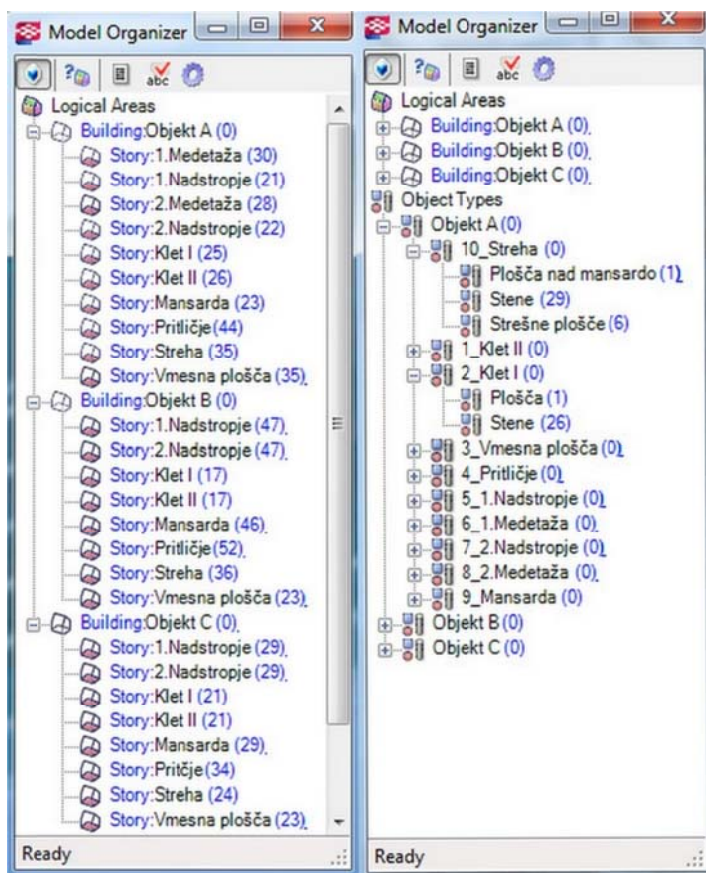 Model Organizer
Logical Areas
Building:Objekt A (0)
Story:1.Medetaža (30)
Story:1.Nadstropje (21)
Story:2.Medetaža (28)
Story:2.Nadstropje (22)
Story:Klet I (25)
Story:Klet II (26)
Story:Mansarda (23)
Story:Pritličje (44)
Story:Streha (35)
Story:Vmesna plošča (35)
Building:Objekt B (0)
Story:1.Nadstropje (47)
Story:2.Nadstropje (47)
Story:Klet I (17)
Story:Klet II (17)
Story:Mansarda (46)
Story:Pritličje (52)
Story:Streha (36)
Story:Vmesna plošča (23)
Building:Objekt C (0)
Story:1.Nadstropje (29)
Story:2.Nadstropje (29)
Story:Klet I (21)
Story:Klet II (21)
Story:Mansarda (29)
Story:Pritčje (34)
Story:Streha (24)
Story:Vmesna plošča (23)
Ready
Model Organizer
Logical Areas
Building:Objekt A (0)
Building:Objekt B (0)
Building:Objekt C (0)
Object Types
Objekt A (0)
10_Streha (0)
Plošča nad mansardo (1)
Stene (29)
Strešne plošče (6)
1_Klet II (0)
2_Klet I (0)
Plošča (1)
Stene (26)
3_Vmesna plošča (0)
4_Pritličje (0)
5_1.Nadstropje (0)
6_1.Medetaža (0)
7_2.Nadstropje (0)
8_2.Medetaža (0)
9_Mansarda (0)
Objekt B (0)
Objekt C (0)
Ready